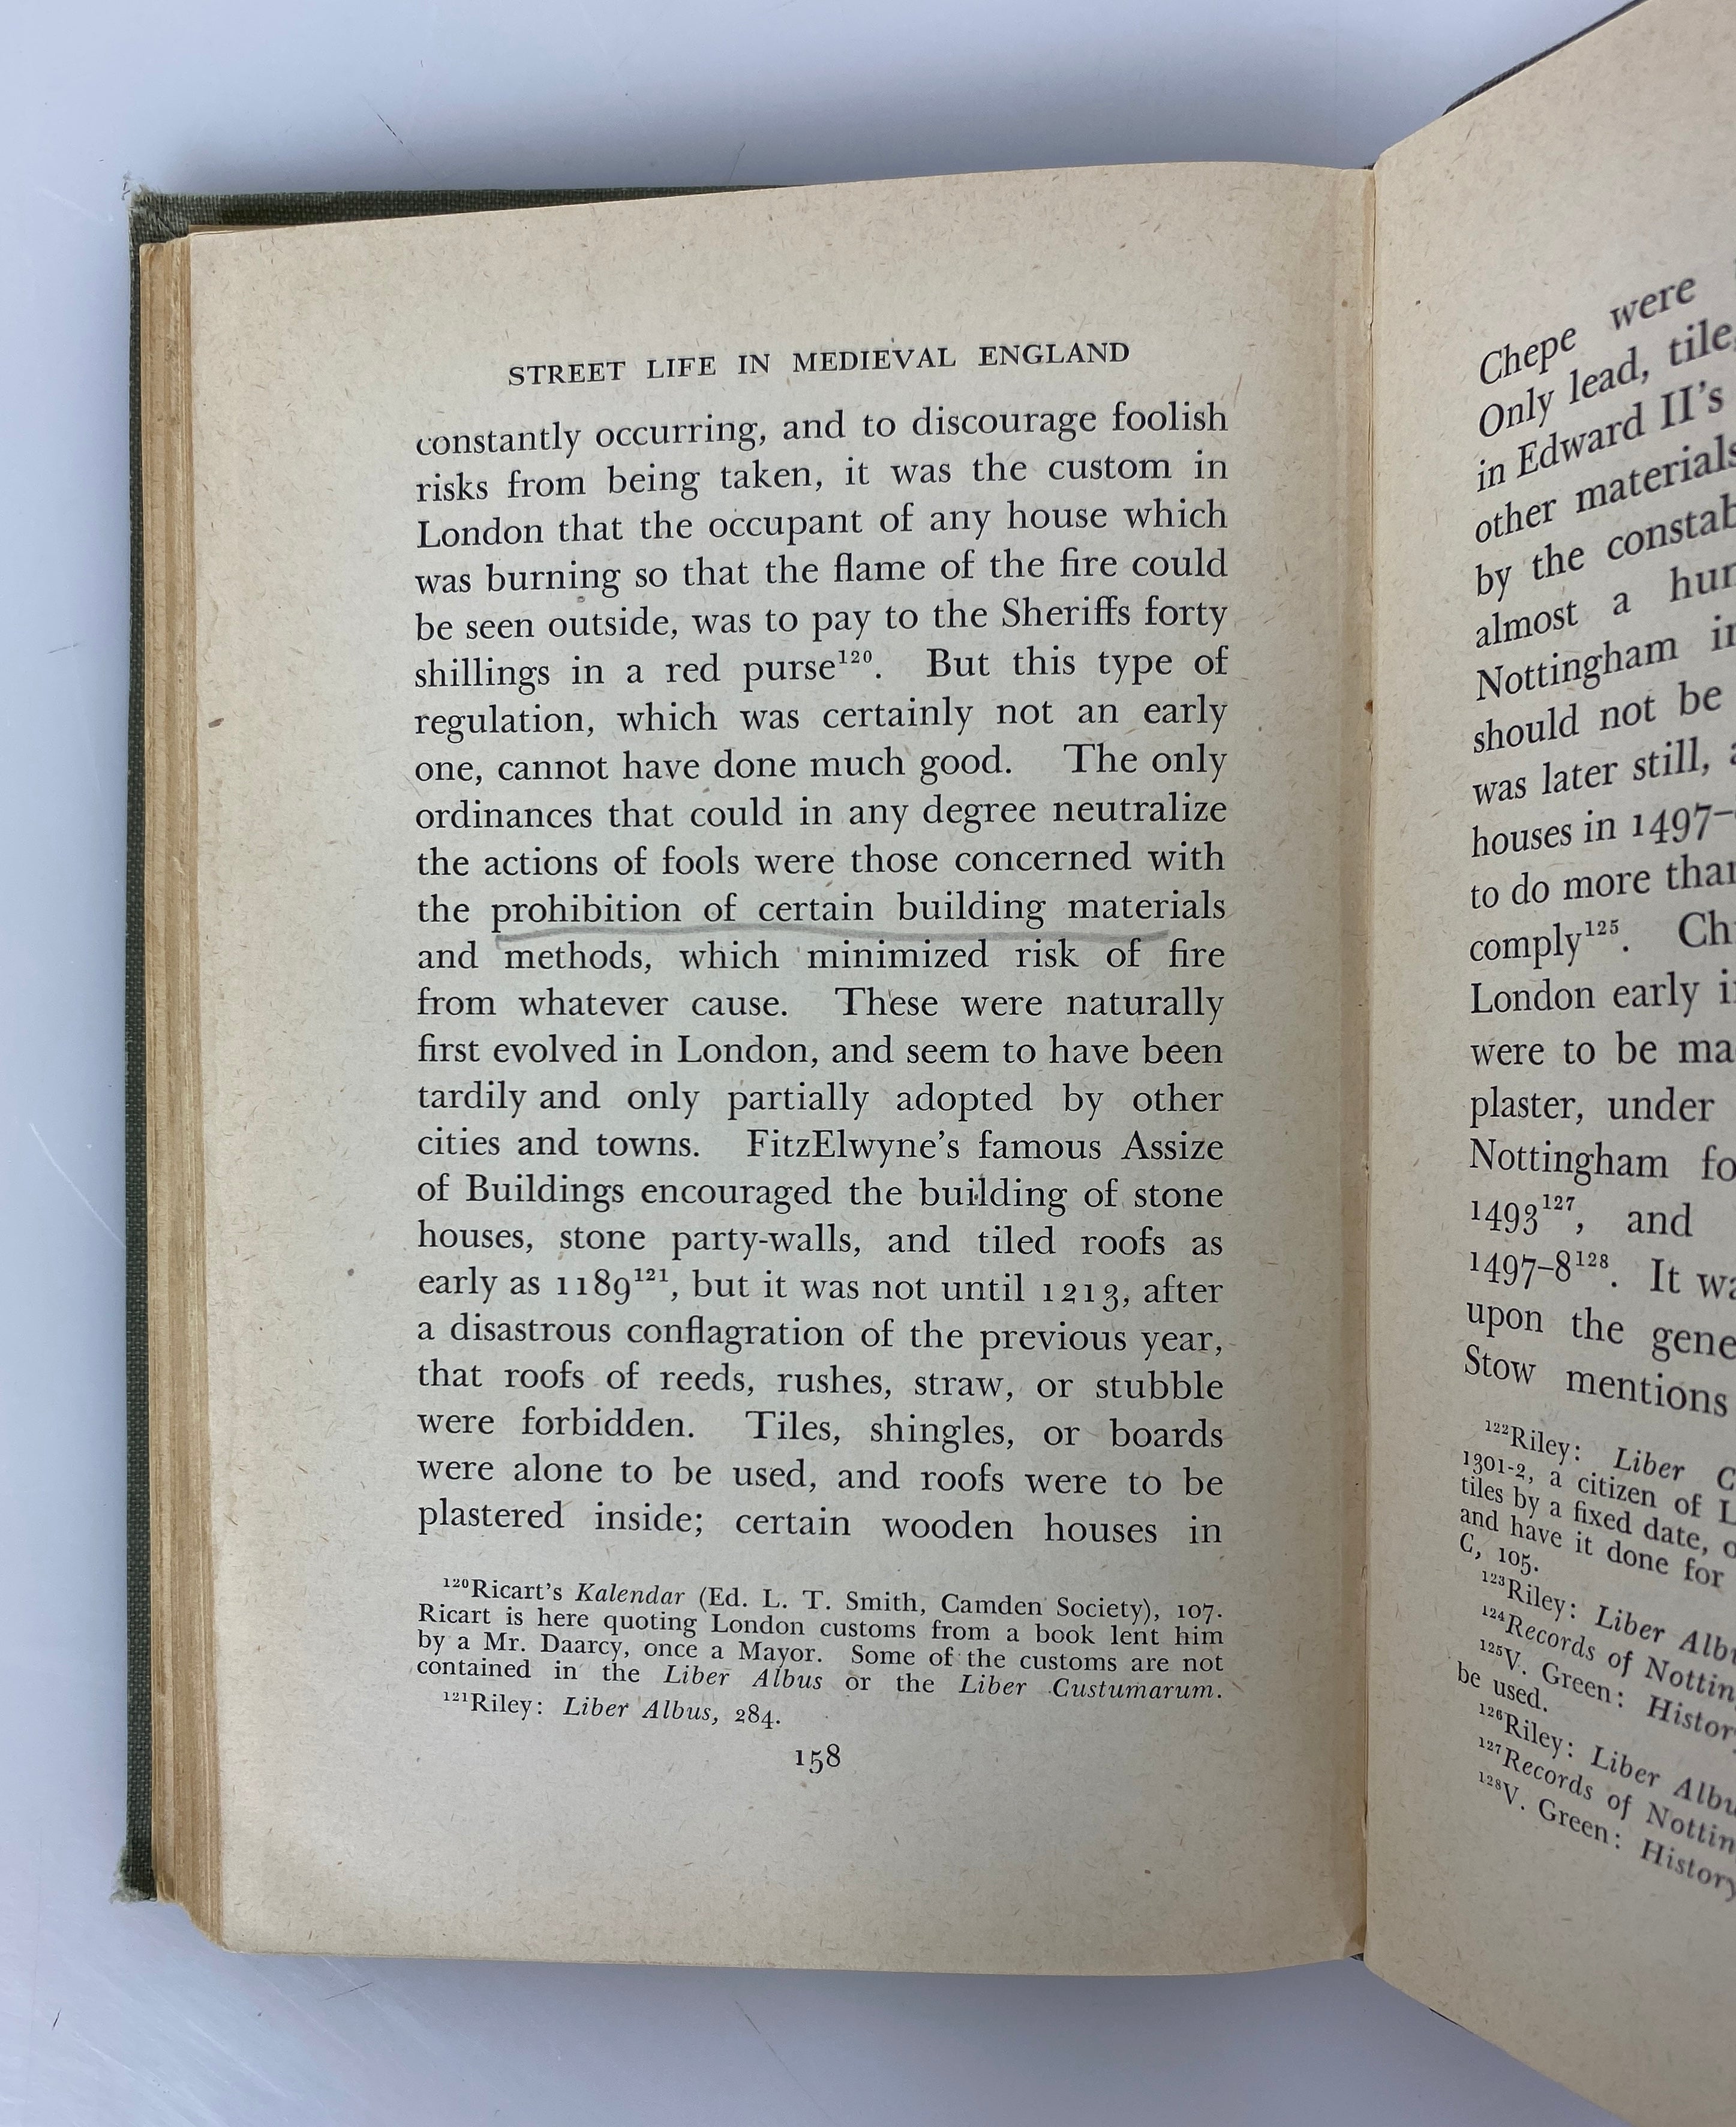 STREET LIFE IN MEDIEVAL ENGLAND
constantly occurring, and to discourage foolish
risks from being taken, it was the custom in
London that the occupant of any house which
was burning so that the flame of the fire could
be seen outside, was to pay to the Sheriffs forty
shillings in a red purse¹²⁰. But this type of
regulation, which was certainly not an early
one, cannot have done much good. The only
ordinances that could in any degree neutralize
the actions of fools were those concerned with
the prohibition of certain building materials
and methods, which minimized risk of fire
from whatever cause. These were naturally
first evolved in London, and seem to have been
tardily and only partially adopted by other
cities and towns. FitzElwyne's famous Assize
of Buildings encouraged the building of stone
houses, stone party-walls, and tiled roofs as
early as 1189¹²¹, but it was not until 1213, after
a disastrous conflagration of the previous year,
that roofs of reeds, rushes, straw, or stubble
were forbidden. Tiles, shingles, or boards
were alone to be used, and roofs were to be
plastered inside; certain wooden houses in
¹²⁰Ricart's Kalendar (Ed. L. T. Smith, Camden Society), 107.
Ricart is here quoting London customs from a book lent him
by a Mr. Daarcy, once a Mayor. Some of the customs are not
contained in the Liber Albus or the Liber Custumarum.
¹²¹Riley: Liber Albus, 284.
158
Chepe were
Only lead, tile,
in Edward II's
other materials
by the
almost a
Nottingham
should not be
was later still,
houses in 1497–
to do more
comply¹²⁵.
London early
were to be
plaster, under
Nottingham
1493¹²⁷, and
1497–8¹²⁸. It
upon the
Stow mentions
¹²²Riley: Liber
1301-2, a citizen of
tiles by a fixed date,
and have it done for
C, 105.
¹²³Riley: Liber
¹²⁴Records of
¹²⁵V. Green:
be used.
¹²⁶Riley: Liber
¹²⁷Records of
¹²⁸V. Green: History